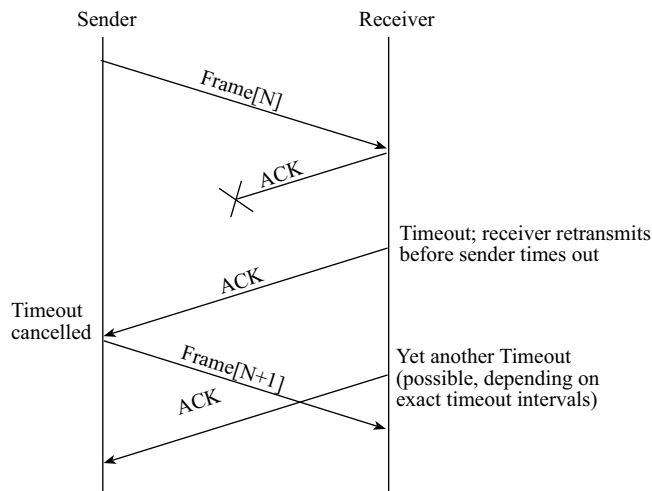 Sender
Receiver
Frame[N]
ACK
Timeout; receiver retransmits
before sender times out
ACK
Timeout
cancelled
Frame[N+1]
Yet another Timeout
(possible, depending on
exact timeout intervals)
ACK